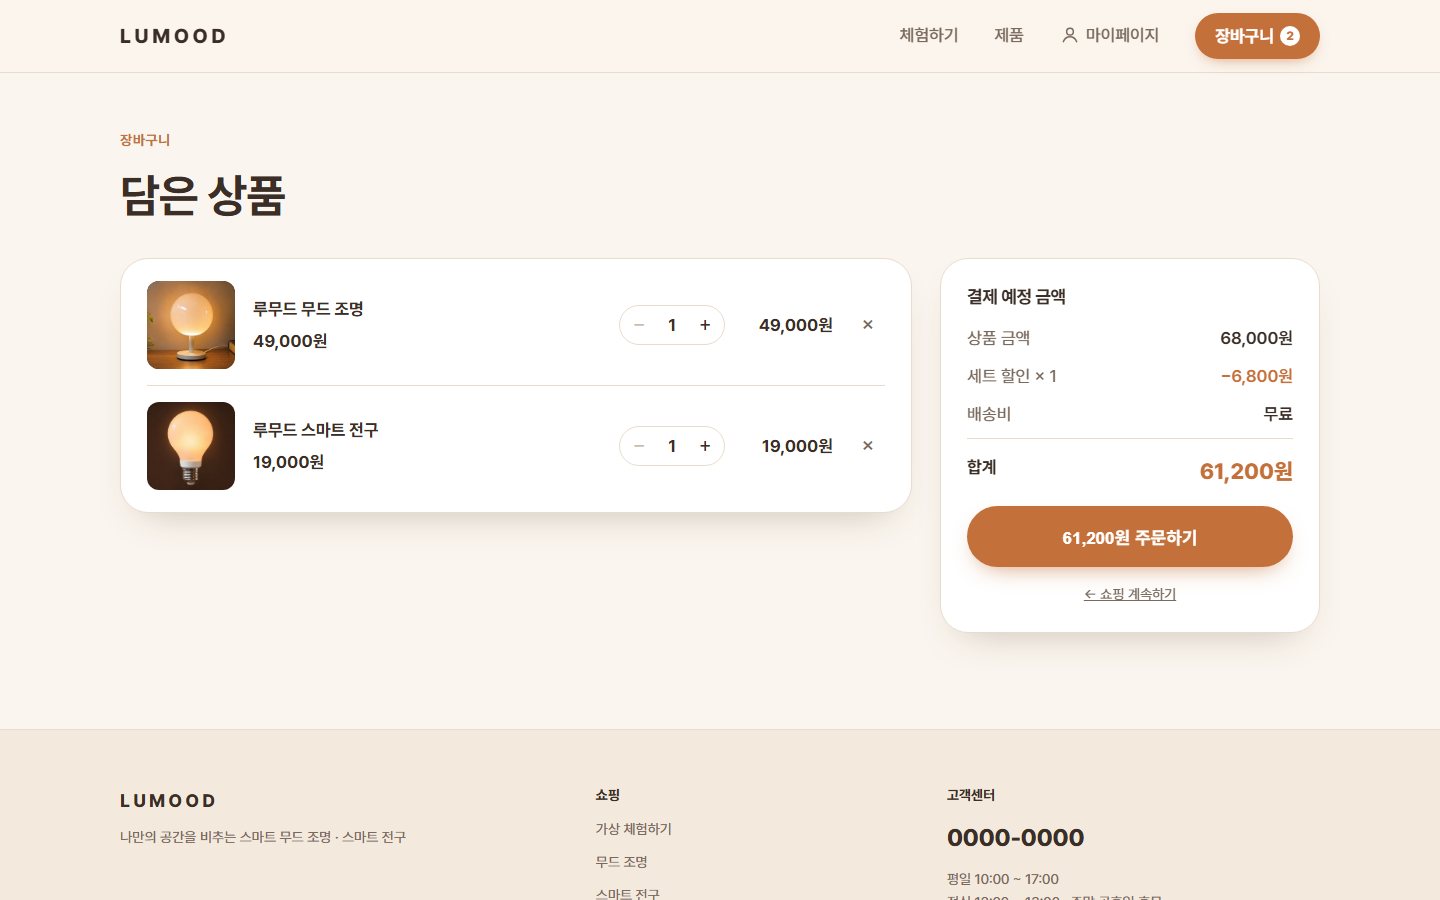 LUMOOD
체험하기 제품 마이페이지 장바구니 2
장바구니
담은 상품
루무드 무드 조명
49,000원
− 1 + 49,000원 ×
루무드 스마트 전구
19,000원
− 1 + 19,000원 ×
결제 예정 금액
상품 금액 68,000원
세트 할인 × 1 −6,800원
배송비 무료
합계 61,200원
61,200원 주문하기
← 쇼핑 계속하기
LUMOOD
나만의 공간을 비추는 스마트 무드 조명 · 스마트 전구
쇼핑
가상 체험하기
무드 조명
스마트 전구
고객센터
0000-0000
평일 10:00 ~ 17:00